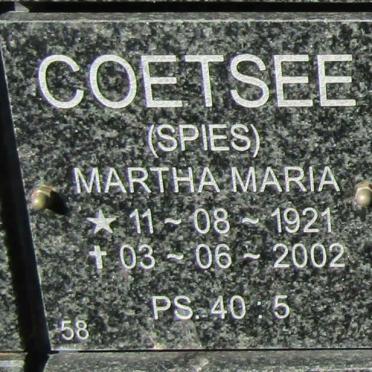 COETSEE
(SPIES)
MARTHA MARIA
★ 11 ~ 08 ~ 1921
✝ 03 ~ 06 ~ 2002
PS. 40 : 5
58